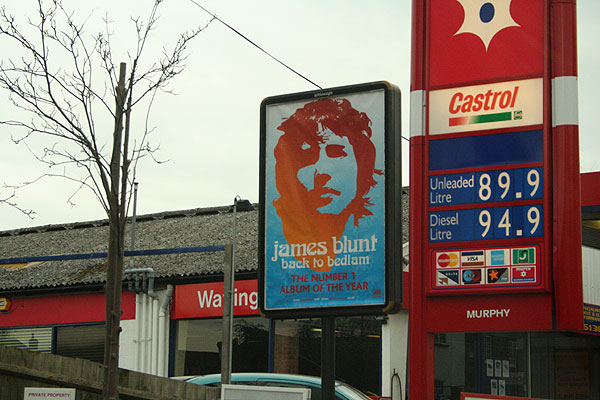 Castrol
Unleaded
Litre
89.9
Diesel
Litre
94.9
VISA
MURPHY
james blunt
back to bedlam
THE NUMBER 1
ALBUM OF THE YEAR
PRIVATE PROPERTY